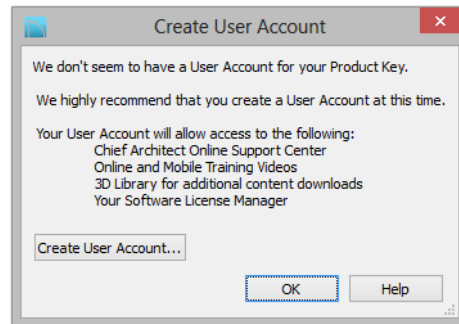 Create User Account
We don't seem to have a User Account for your Product Key.
We highly recommend that you create a User Account at this time.
Your User Account will allow access to the following:
Chief Architect Online Support Center
Online and Mobile Training Videos
3D Library for additional content downloads
Your Software License Manager
Create User Account...
OK
Help